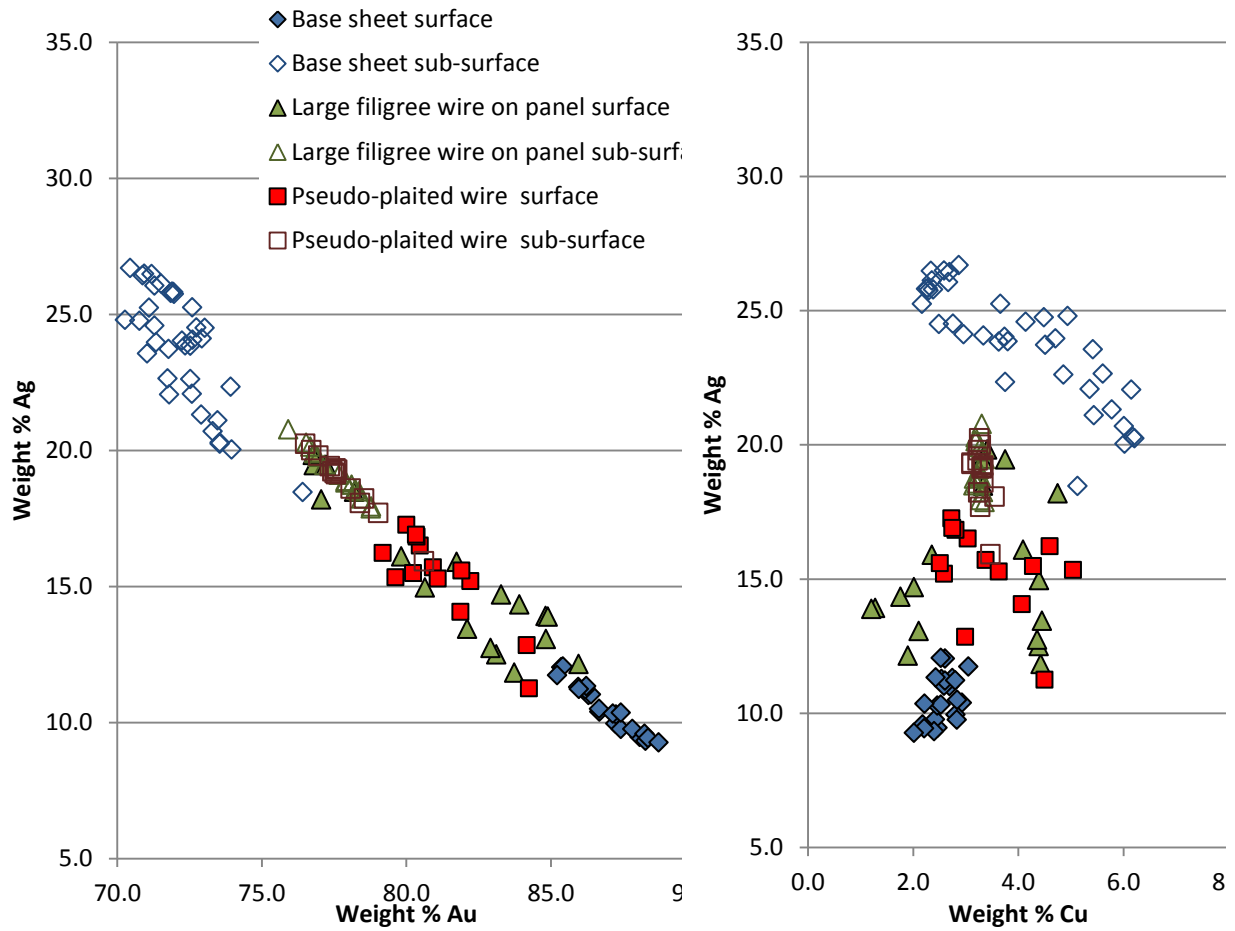 Base sheet surface
Base sheet sub-surface
Large filigree wire on panel surface
Large filigree wire on panel sub-surfa
Pseudo-plaited wire surface
Pseudo-plaited wire sub-surface
35.0
30.0
25.0
20.0
15.0
10.0
5.0
Weight % Ag
70.0 75.0 80.0 85.0 9
Weight % Au
35.0
30.0
25.0
20.0
15.0
10.0
5.0
Weight % Ag
0.0 2.0 4.0 6.0 8
Weight % Cu